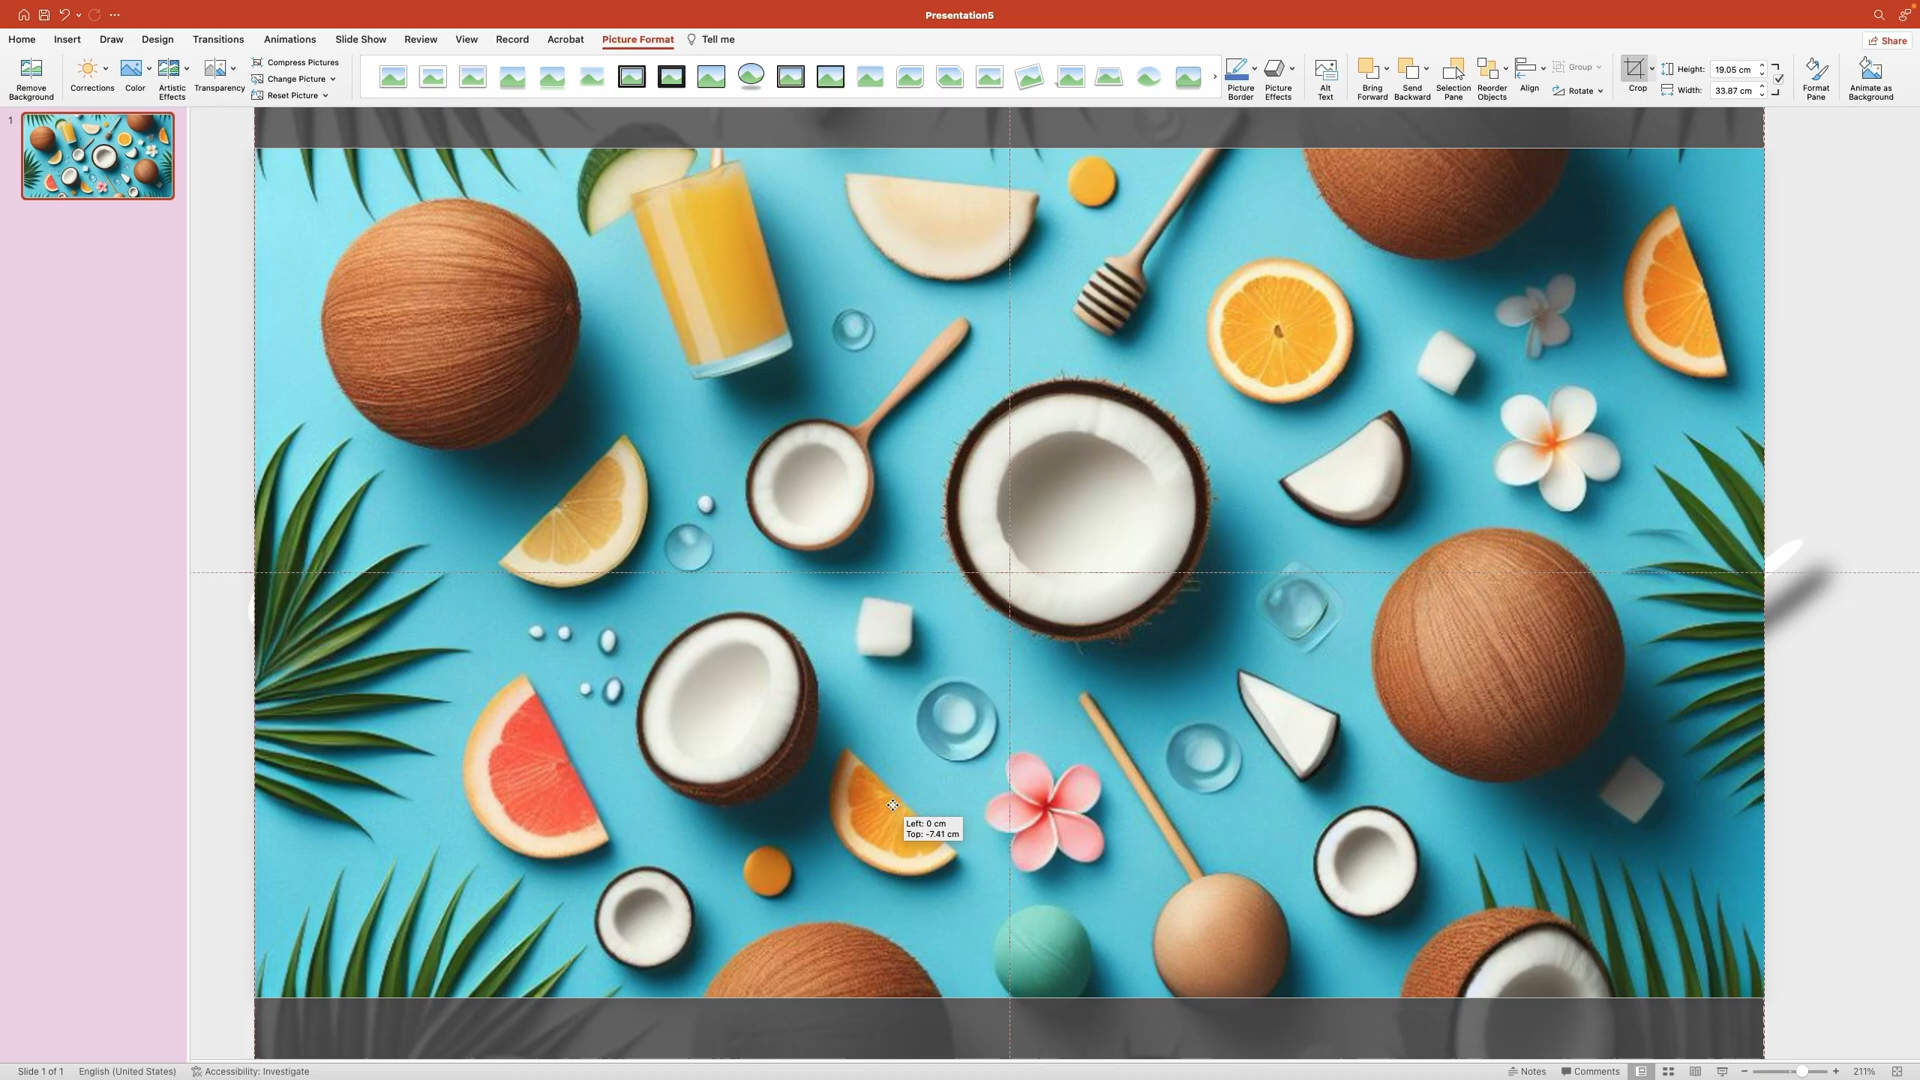 Presentation5
Home Insert Draw Design Transitions Animations Slide Show Review View Record Acrobat Picture Format Tell me
Share
Remove Background
Corrections
Color
Artistic Effects
Transparency
Compress Pictures
Change Picture
Reset Picture
Picture Border
Picture Effects
Alt Text
Bring Forward
Send Backward
Selection Pane
Reorder Objects
Align
Group
Rotate
Crop
Height: 19.05 cm
Width: 33.87 cm
Format Pane
Animate as Background
1
Left: 0 cm
Top: -7.41 cm
Slide 1 of 1 English (United States) Accessibility: Investigate Notes Comments 211%